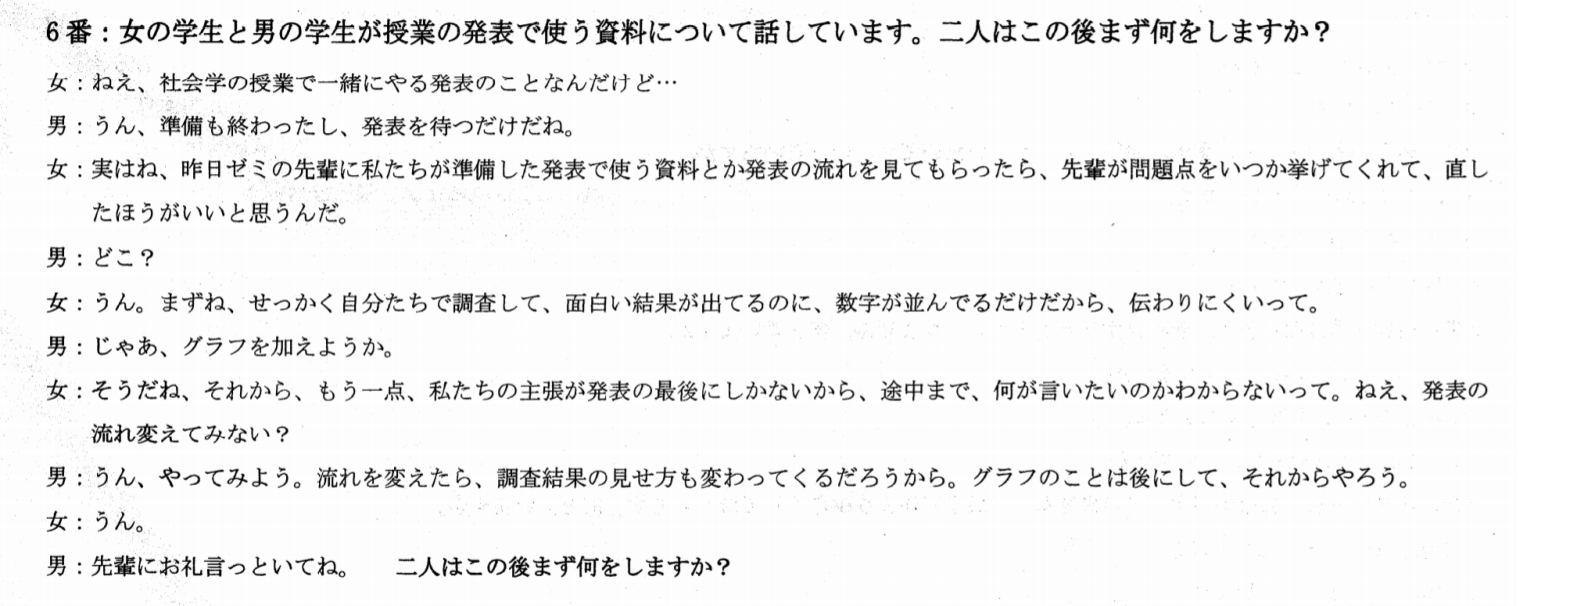 6番：女の学生と男の学生が授業の発表で使う資料について話しています。二人はこの後まず何をしますか？
女：ねえ、社会学の授業で一緒にやる発表のことなんだけど…
男：うん、準備も終わったし、発表を待つだけだね。
女：実はね、昨日ゼミの先輩に私たちが準備した発表で使う資料とか発表の流れを見てもらったら、先輩が問題点をいつか挙げてくれて、直し
たほうがいいと思うんだ。
男：どこ？
女：うん。まずね、せっかく自分たちで調査して、面白い結果が出てるのに、数字が並んでるだけだから、伝わりにくいって。
男：じゃあ、グラフを加えようか。
女：そうだね、それから、もう一点、私たちの主張が発表の最後にしかないから、途中まで、何が言いたいのかわからないって。ねえ、発表の
流れ変えてみない？
男：うん、やってみよう。流れを変えたら、調査結果の見せ方も変わってくるだろうから。グラフのことは後にして、それからやろう。
女：うん。
男：先輩にお礼言っといてね。　二人はこの後まず何をしますか？